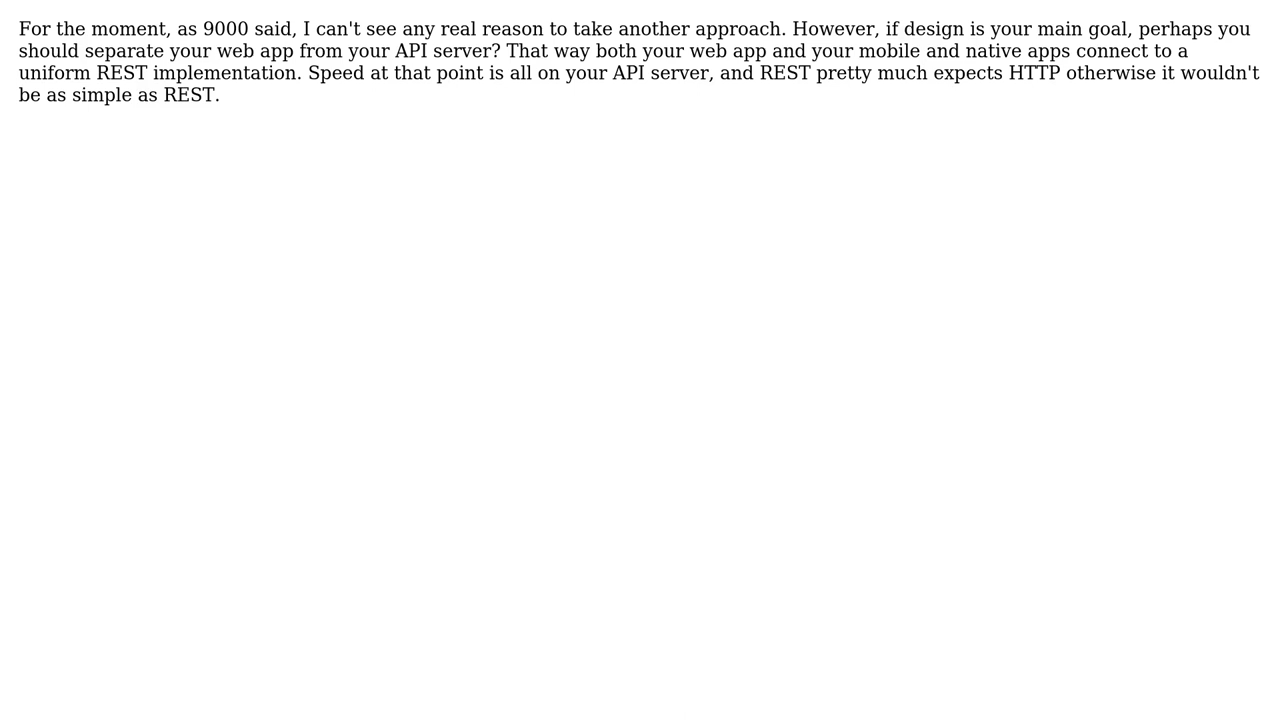 For the moment, as 9000 said, I can't see any real reason to take another approach. However, if design is your main goal, perhaps you
should separate your web app from your API server? That way both your web app and your mobile and native apps connect to a
uniform REST implementation. Speed at that point is all on your API server, and REST pretty much expects HTTP otherwise it wouldn't
be as simple as REST.